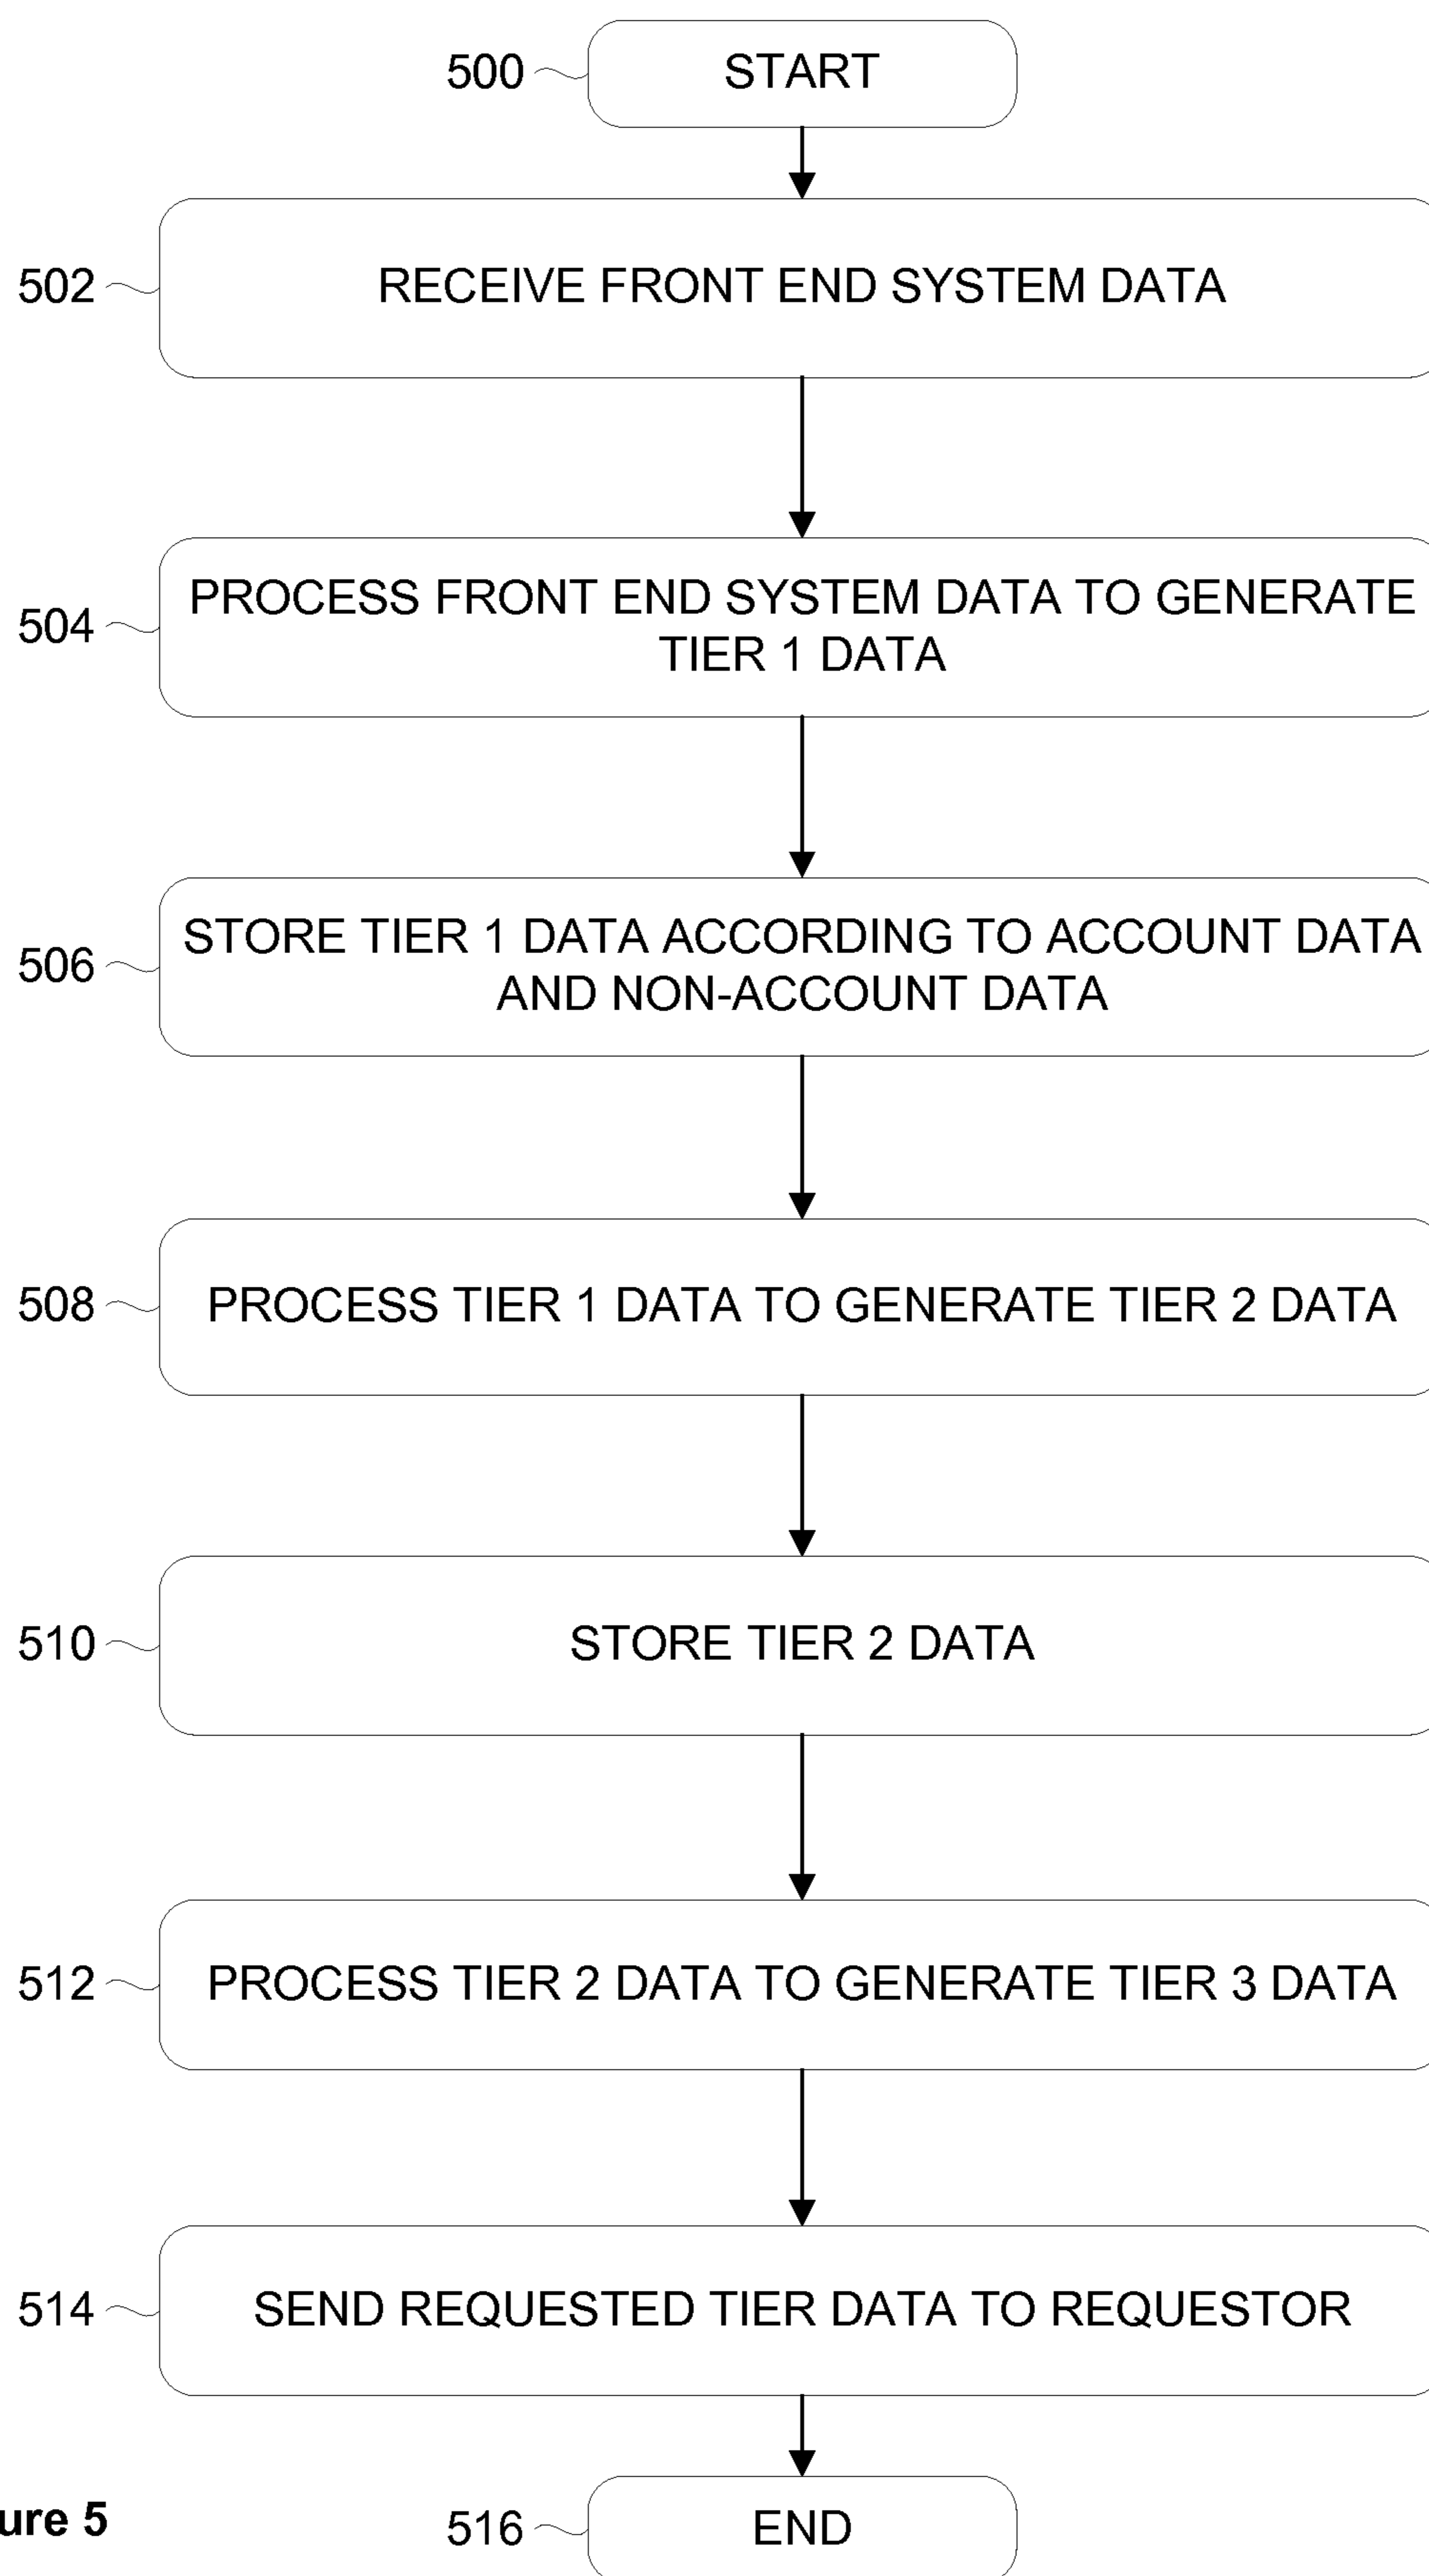 500 START
502 RECEIVE FRONT END SYSTEM DATA
504 PROCESS FRONT END SYSTEM DATA TO GENERATE
TIER 1 DATA
506 STORE TIER 1 DATA ACCORDING TO ACCOUNT DATA
AND NON-ACCOUNT DATA
508 PROCESS TIER 1 DATA TO GENERATE TIER 2 DATA
510 STORE TIER 2 DATA
512 PROCESS TIER 2 DATA TO GENERATE TIER 3 DATA
514 SEND REQUESTED TIER DATA TO REQUESTOR
ure 5
516 END